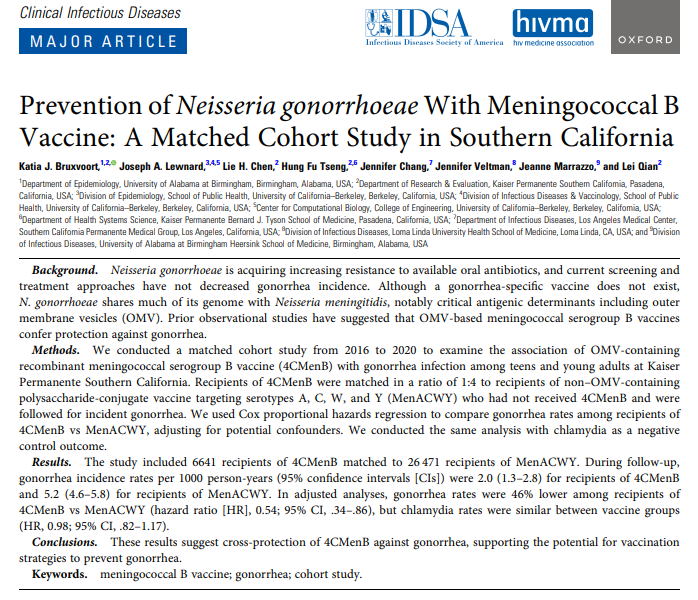 Clinical Infectious Diseases
MAJOR ARTICLE
IDSA
Infectious Diseases Society of America
hivma
hiv medicine association
OXFORD
Prevention of Neisseria gonorrhoeae With Meningococcal B
Vaccine: A Matched Cohort Study in Southern California
Katia J. Bruxvoort,1,2, Joseph A. Lewnard,3,4,5 Lie H. Chen,2 Hung Fu Tseng,2,6 Jennifer Chang,7 Jennifer Veltman,8 Jeanne Marrazzo,9 and Lei Qian2
1Department of Epidemiology, University of Alabama at Birmingham, Birmingham, Alabama, USA; 2Department of Research & Evaluation, Kaiser Permanente Southern California, Pasadena,
California, USA; 3Division of Epidemiology, School of Public Health, University of California–Berkeley, Berkeley, California, USA; 4Division of Infectious Diseases & Vaccinology, School of Public
Health, University of California–Berkeley, Berkeley, California, USA; 5Center for Computational Biology, College of Engineering, University of California–Berkeley, Berkeley, California, USA;
6Department of Health Systems Science, Kaiser Permanente Bernard J. Tyson School of Medicine, Pasadena, California, USA; 7Department of Infectious Diseases, Los Angeles Medical Center,
Southern California Permanente Medical Group, Los Angeles, California, USA; 8Division of Infectious Diseases, Loma Linda University Health School of Medicine, Loma Linda, CA, USA; and 9Division
of Infectious Diseases, University of Alabama at Birmingham Heersink School of Medicine, Birmingham, Alabama, USA
Background. Neisseria gonorrhoeae is acquiring increasing resistance to available oral antibiotics, and current screening and
treatment approaches have not decreased gonorrhea incidence. Although a gonorrhea-specific vaccine does not exist,
N. gonorrhoeae shares much of its genome with Neisseria meningitidis, notably critical antigenic determinants including outer
membrane vesicles (OMV). Prior observational studies have suggested that OMV-based meningococcal serogroup B vaccines
confer protection against gonorrhea.
Methods. We conducted a matched cohort study from 2016 to 2020 to examine the association of OMV-containing
recombinant meningococcal serogroup B vaccine (4CMenB) with gonorrhea infection among teens and young adults at Kaiser
Permanente Southern California. Recipients of 4CMenB were matched in a ratio of 1:4 to recipients of non–OMV-containing
polysaccharide-conjugate vaccine targeting serotypes A, C, W, and Y (MenACWY) who had not received 4CMenB and were
followed for incident gonorrhea. We used Cox proportional hazards regression to compare gonorrhea rates among recipients of
4CMenB vs MenACWY, adjusting for potential confounders. We conducted the same analysis with chlamydia as a negative
control outcome.
Results. The study included 6641 recipients of 4CMenB matched to 26 471 recipients of MenACWY. During follow-up,
gonorrhea incidence rates per 1000 person-years (95% confidence intervals [CIs]) were 2.0 (1.3–2.8) for recipients of 4CMenB
and 5.2 (4.6–5.8) for recipients of MenACWY. In adjusted analyses, gonorrhea rates were 46% lower among recipients of
4CMenB vs MenACWY (hazard ratio [HR], 0.54; 95% CI, .34–.86), but chlamydia rates were similar between vaccine groups
(HR, 0.98; 95% CI, .82–1.17).
Conclusions. These results suggest cross-protection of 4CMenB against gonorrhea, supporting the potential for vaccination
strategies to prevent gonorrhea.
Keywords. meningococcal B vaccine; gonorrhea; cohort study.